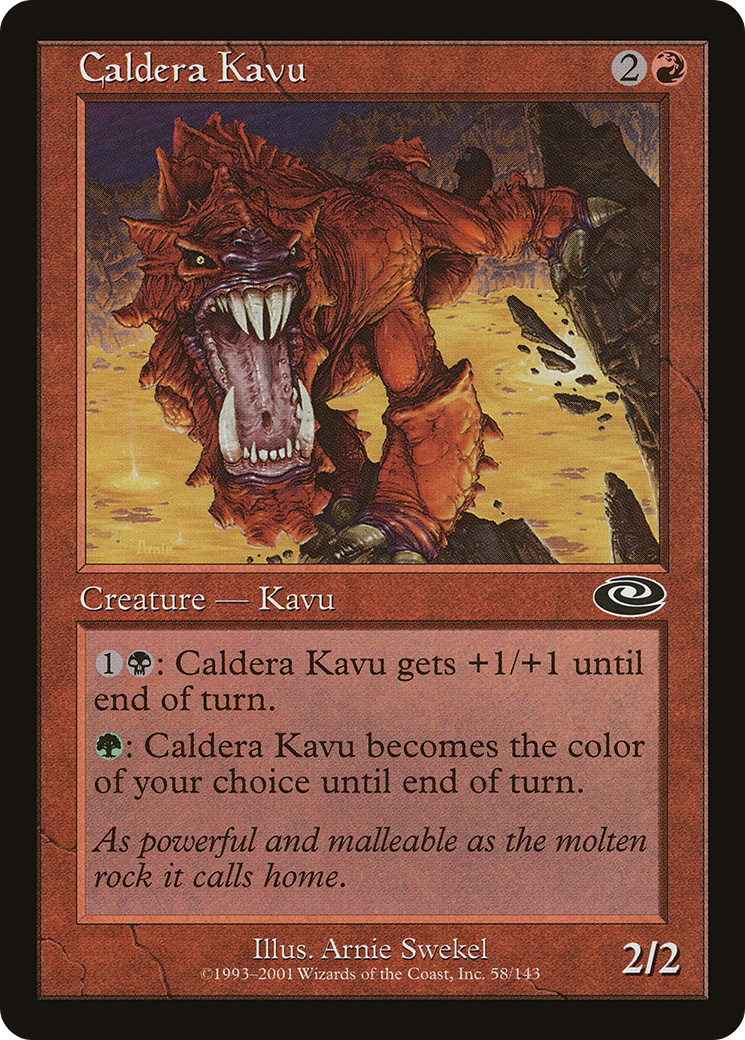 Caldera Kavu 2
Arnie
Creature — Kavu
1: Caldera Kavu gets +1/+1 until
end of turn.
: Caldera Kavu becomes the color
of your choice until end of turn.
As powerful and malleable as the molten
rock it calls home.
Illus. Arnie Swekel
©1993–2001 Wizards of the Coast, Inc. 58/143
2/2